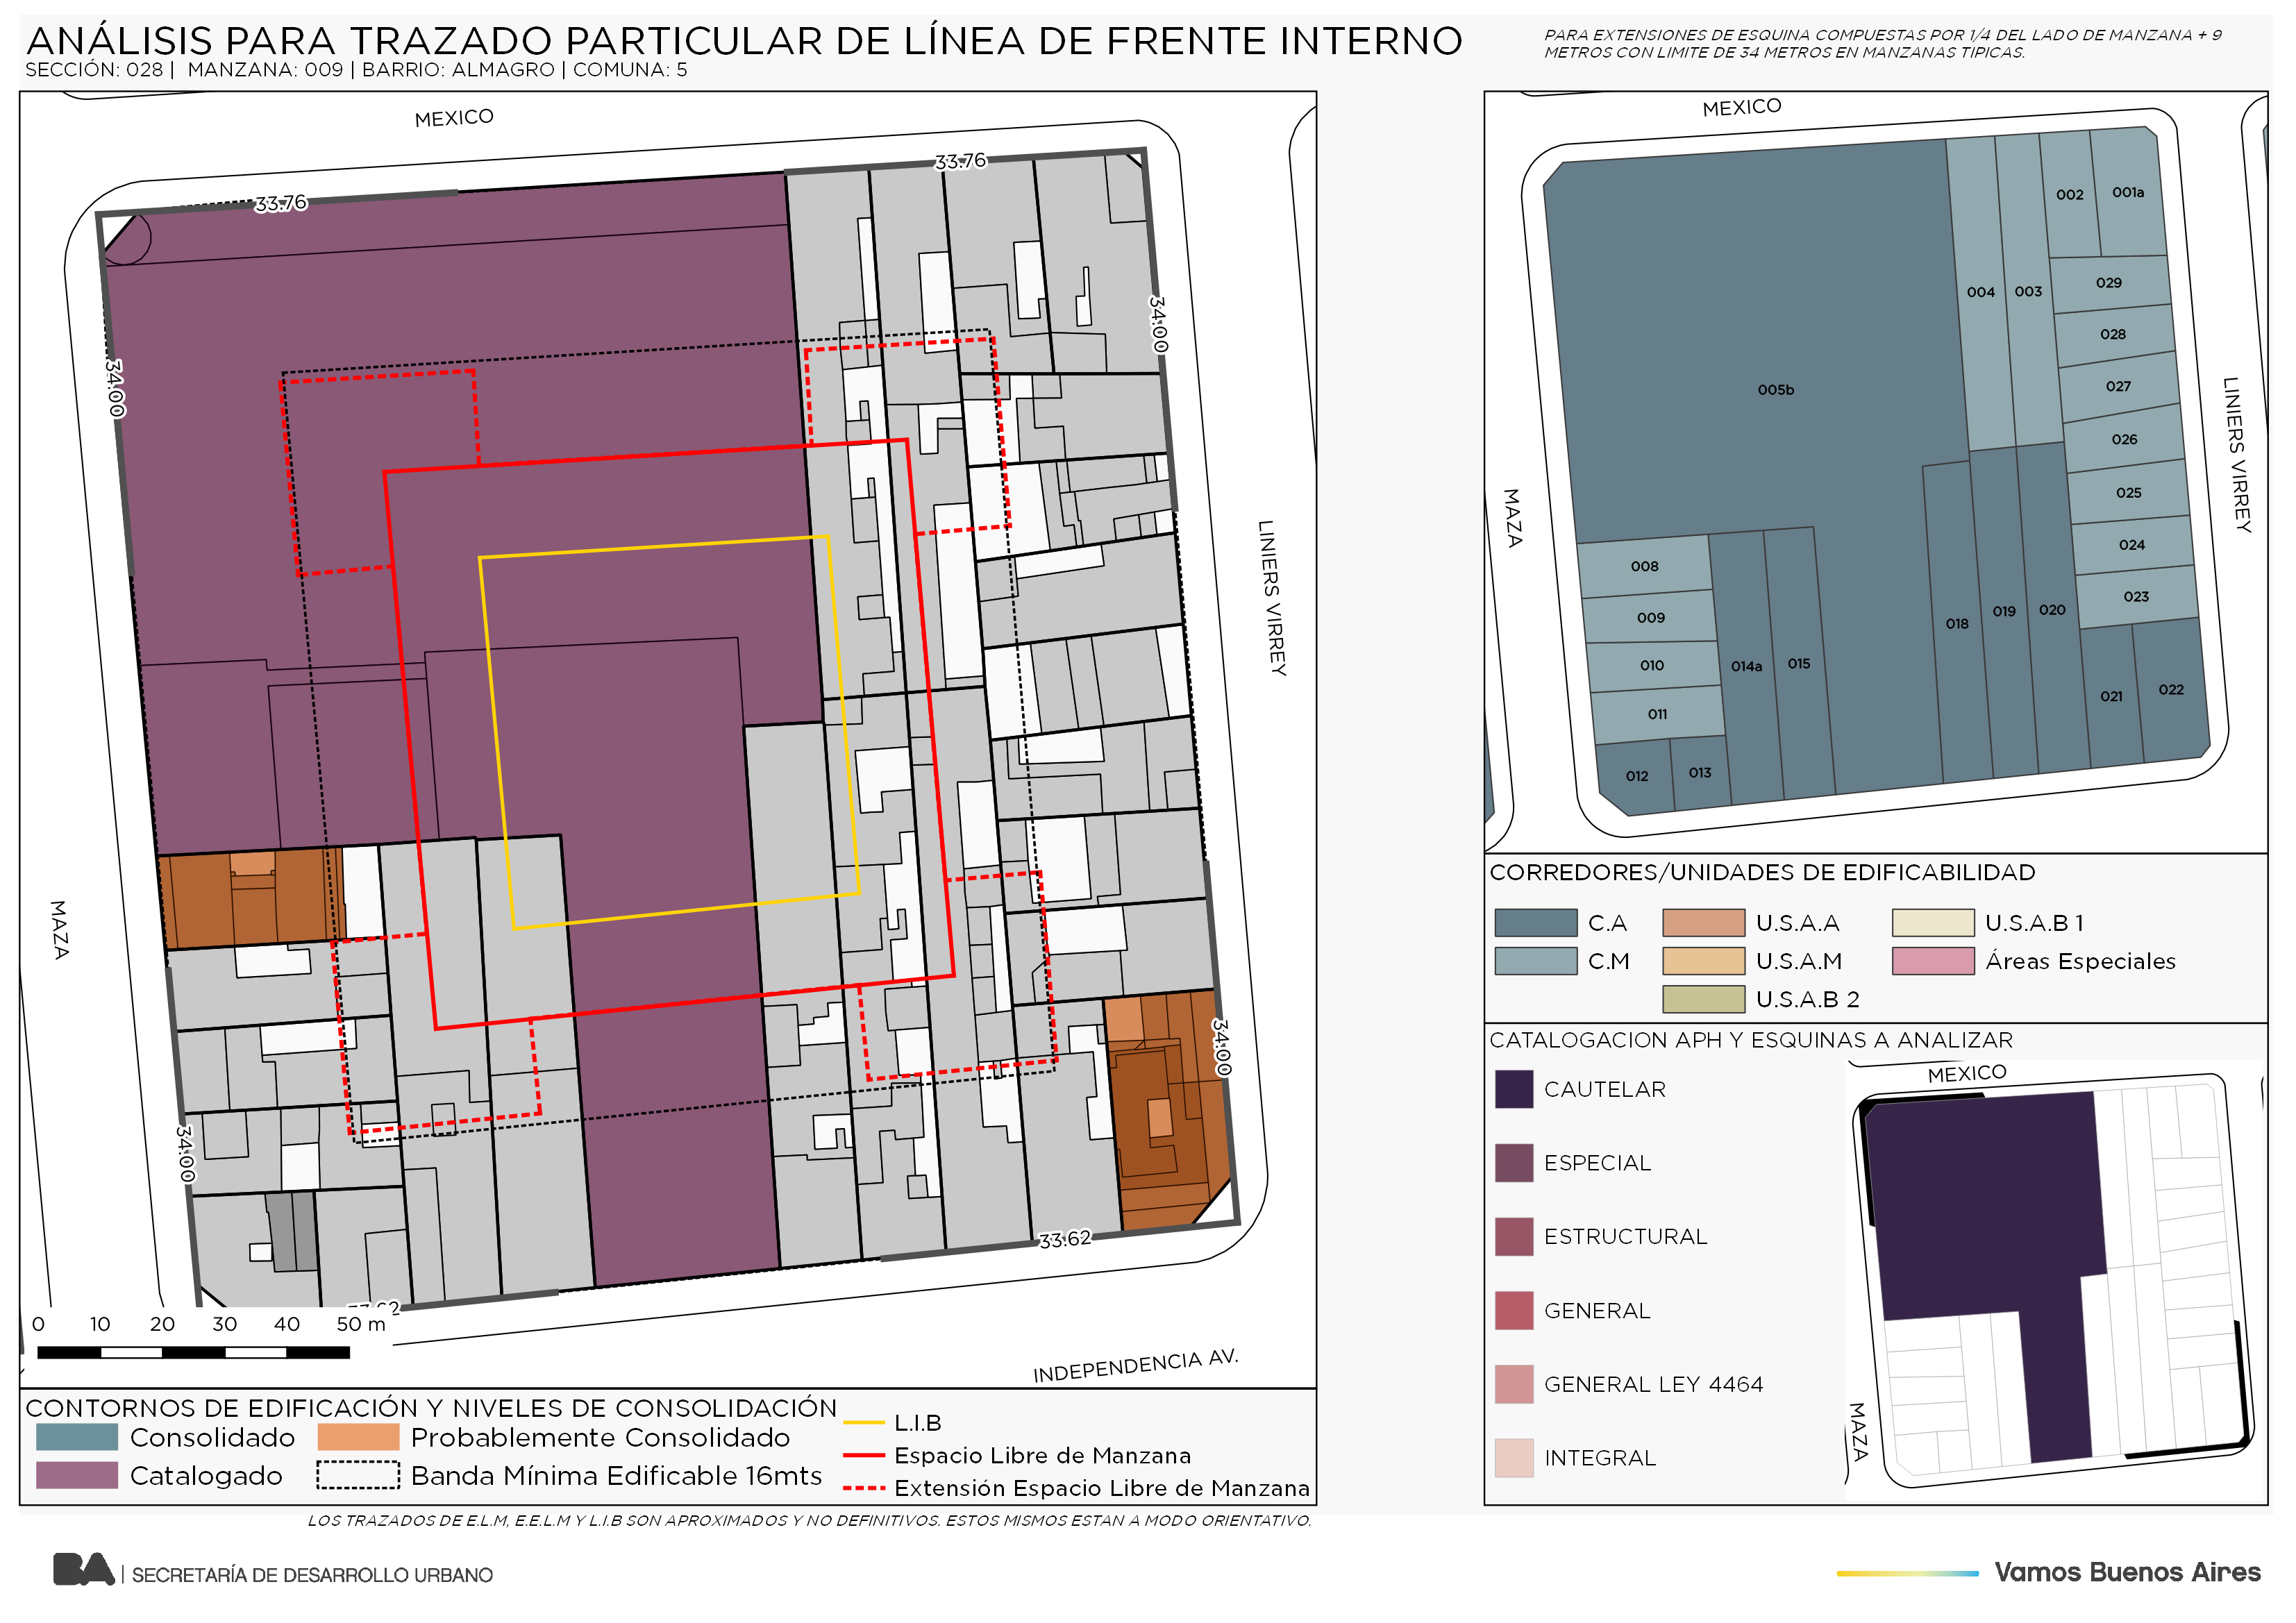 ANÁLISIS PARA TRAZADO PARTICULAR DE LÍNEA DE FRENTE INTERNO
SECCIÓN: 028 | MANZANA: 009 | BARRIO: ALMAGRO | COMUNA: 5
PARA EXTENSIONES DE ESQUINA COMPUESTAS POR 1/4 DEL LADO DE MANZANA + 9
METROS CON LIMITE DE 34 METROS EN MANZANAS TIPICAS.
MEXICO
33.76
33.76
34.00
34.00
LINIERS VIRREY
MAZA
34.00
34.00
33.62
INDEPENDENCIA AV.
0 10 20 30 40 50 m
CONTORNOS DE EDIFICACIÓN Y NIVELES DE CONSOLIDACIÓN
Consolidado
Probablemente Consolidado
Catalogado
Banda Mínima Edificable 16mts
L.I.B
Espacio Libre de Manzana
Extensión Espacio Libre de Manzana
MEXICO
002
001a
004
003
029
028
027
005b
026
025
024
023
008
009
010
011
014a
015
018
019
020
021
022
012
013
MAZA
LINIERS VIRREY
CORREDORES/UNIDADES DE EDIFICABILIDAD
C.A
U.S.A.A
U.S.A.B 1
C.M
U.S.A.M
Áreas Especiales
U.S.A.B 2
CATALOGACION APH Y ESQUINAS A ANALIZAR
CAUTELAR
ESPECIAL
ESTRUCTURAL
GENERAL
GENERAL LEY 4464
INTEGRAL
MEXICO
MAZA
LOS TRAZADOS DE E.L.M, E.E.L.M Y L.I.B SON APROXIMADOS Y NO DEFINITIVOS. ESTOS MISMOS ESTAN A MODO ORIENTATIVO.
BA | SECRETARÍA DE DESARROLLO URBANO
Vamos Buenos Aires